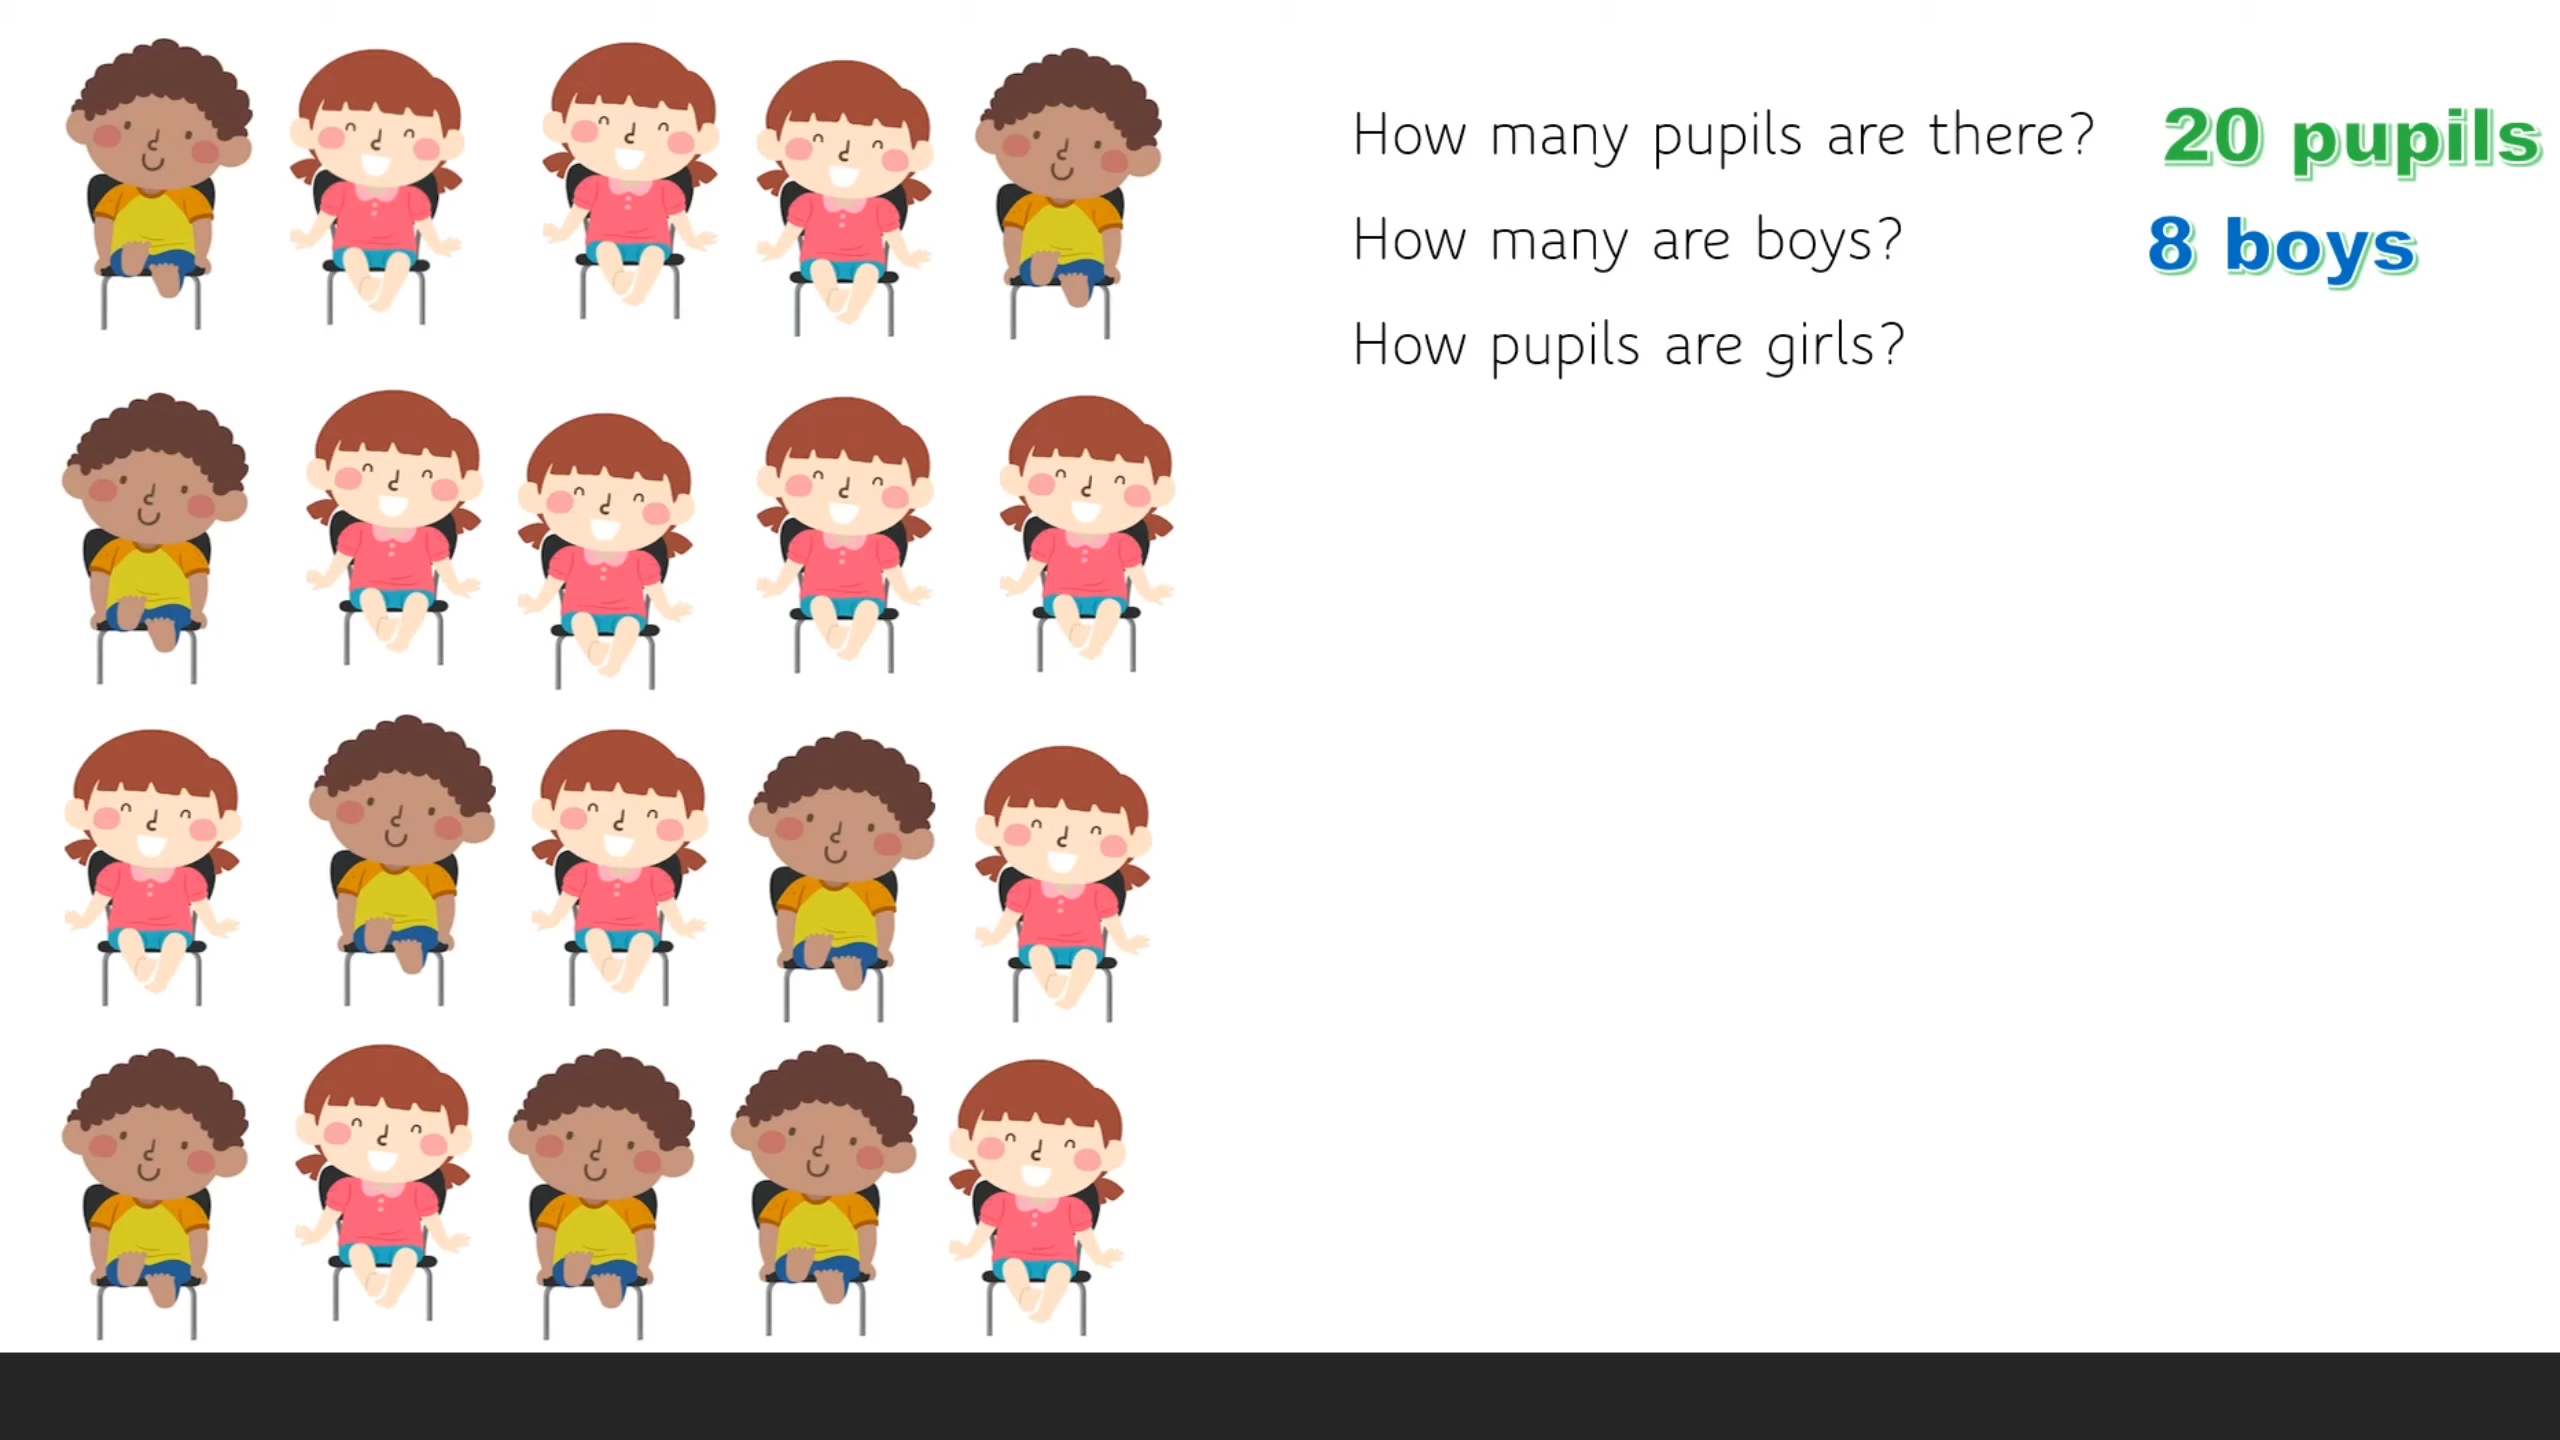 How many pupils are there? 20 pupils
How many are boys? 8 boys
How pupils are girls?